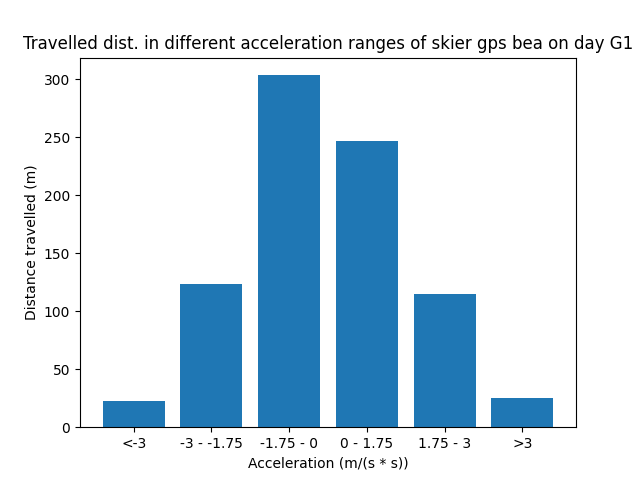 Travelled dist. in different acceleration ranges of skier gps bea on day G1
300
250
200
150
100
50
0
Distance travelled (m)
<-3
-3 - -1.75
-1.75 - 0
0 - 1.75
1.75 - 3
>3
Acceleration (m/(s * s))